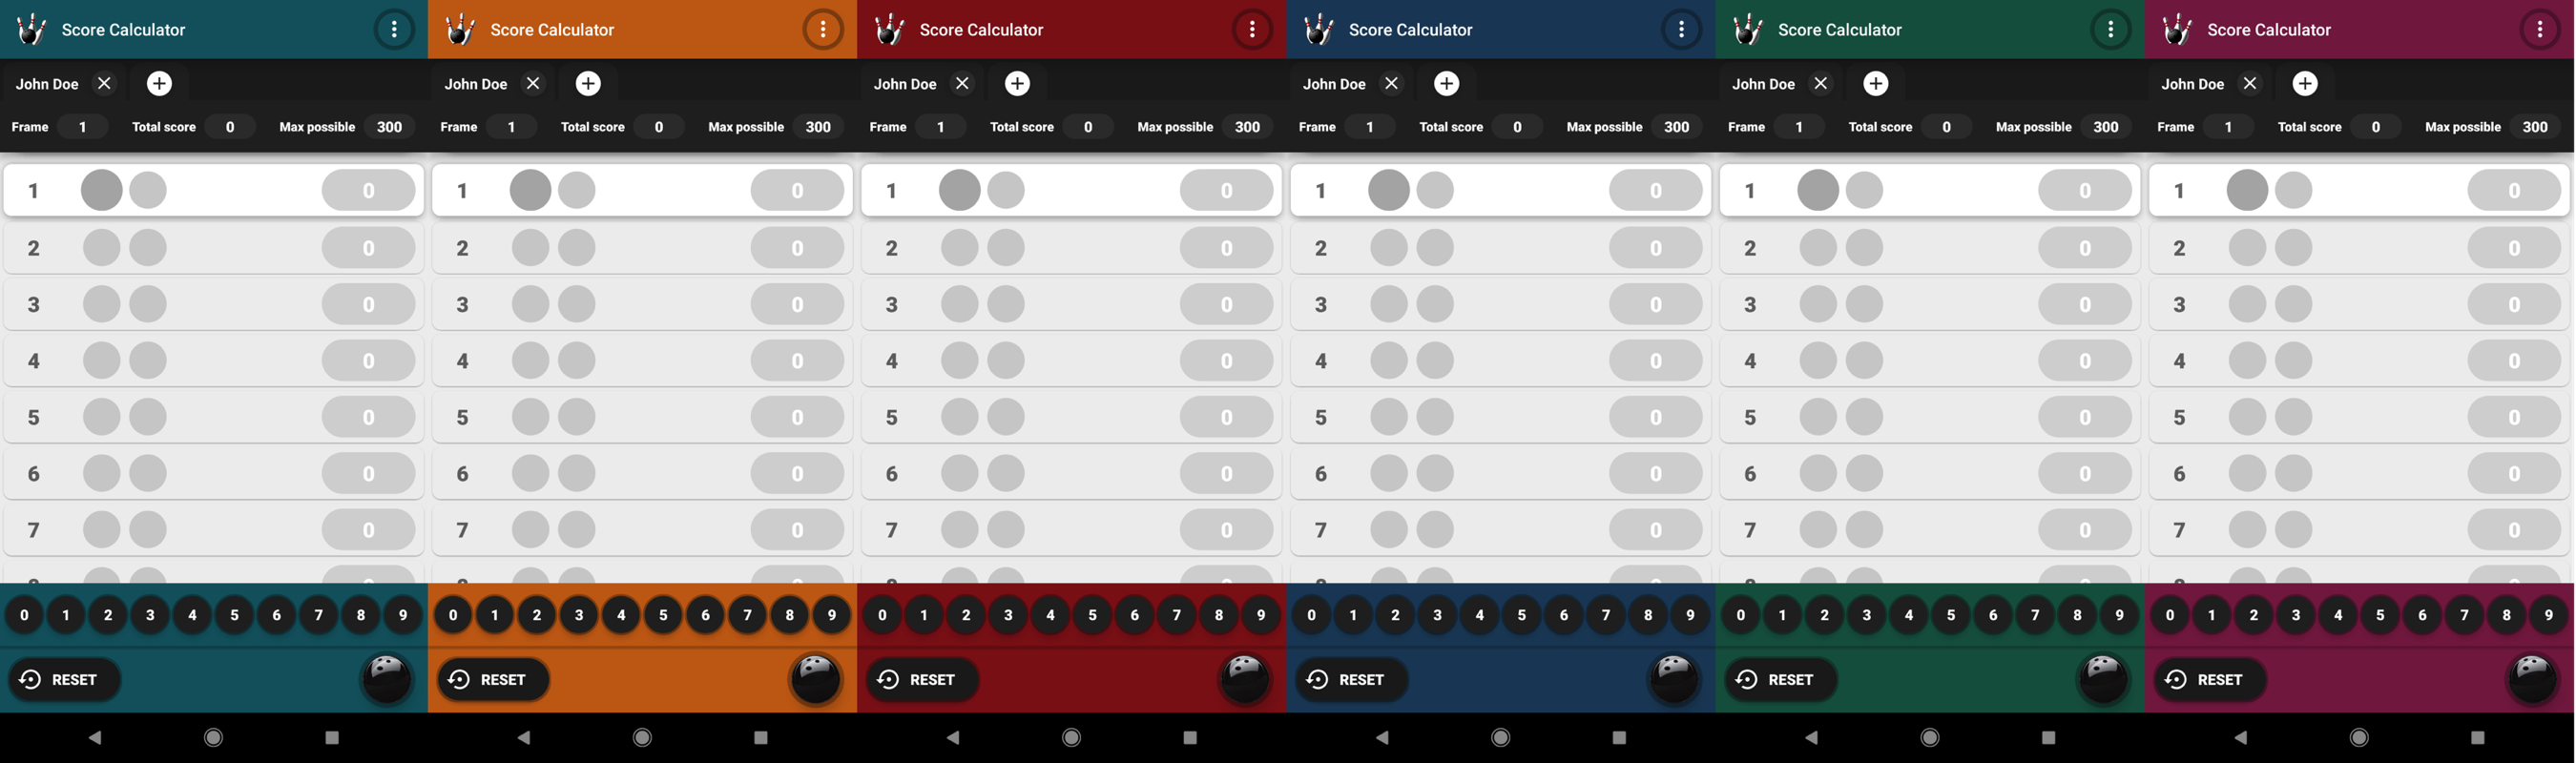 Score Calculator Score Calculator Score Calculator Score Calculator Score Calculator Score Calculator
John Doe John Doe John Doe John Doe John Doe John Doe
Frame 1 Total score 0 Max possible 300 Frame 1 Total score 0 Max possible 300 Frame 1 Total score 0 Max possible 300 Frame 1 Total score 0 Max possible 300 Frame 1 Total score 0 Max possible 300 Frame 1 Total score 0 Max possible 300
1 0 1 0 1 0 1 0 1 0 1 0
2 0 2 0 2 0 2 0 2 0 2 0
3 0 3 0 3 0 3 0 3 0 3 0
4 0 4 0 4 0 4 0 4 0 4 0
5 0 5 0 5 0 5 0 5 0 5 0
6 0 6 0 6 0 6 0 6 0 6 0
7 0 7 0 7 0 7 0 7 0 7 0
0 1 2 3 4 5 6 7 8 9 0 1 2 3 4 5 6 7 8 9 0 1 2 3 4 5 6 7 8 9 0 1 2 3 4 5 6 7 8 9 0 1 2 3 4 5 6 7 8 9 0 1 2 3 4 5 6 7 8 9
RESET RESET RESET RESET RESET RESET